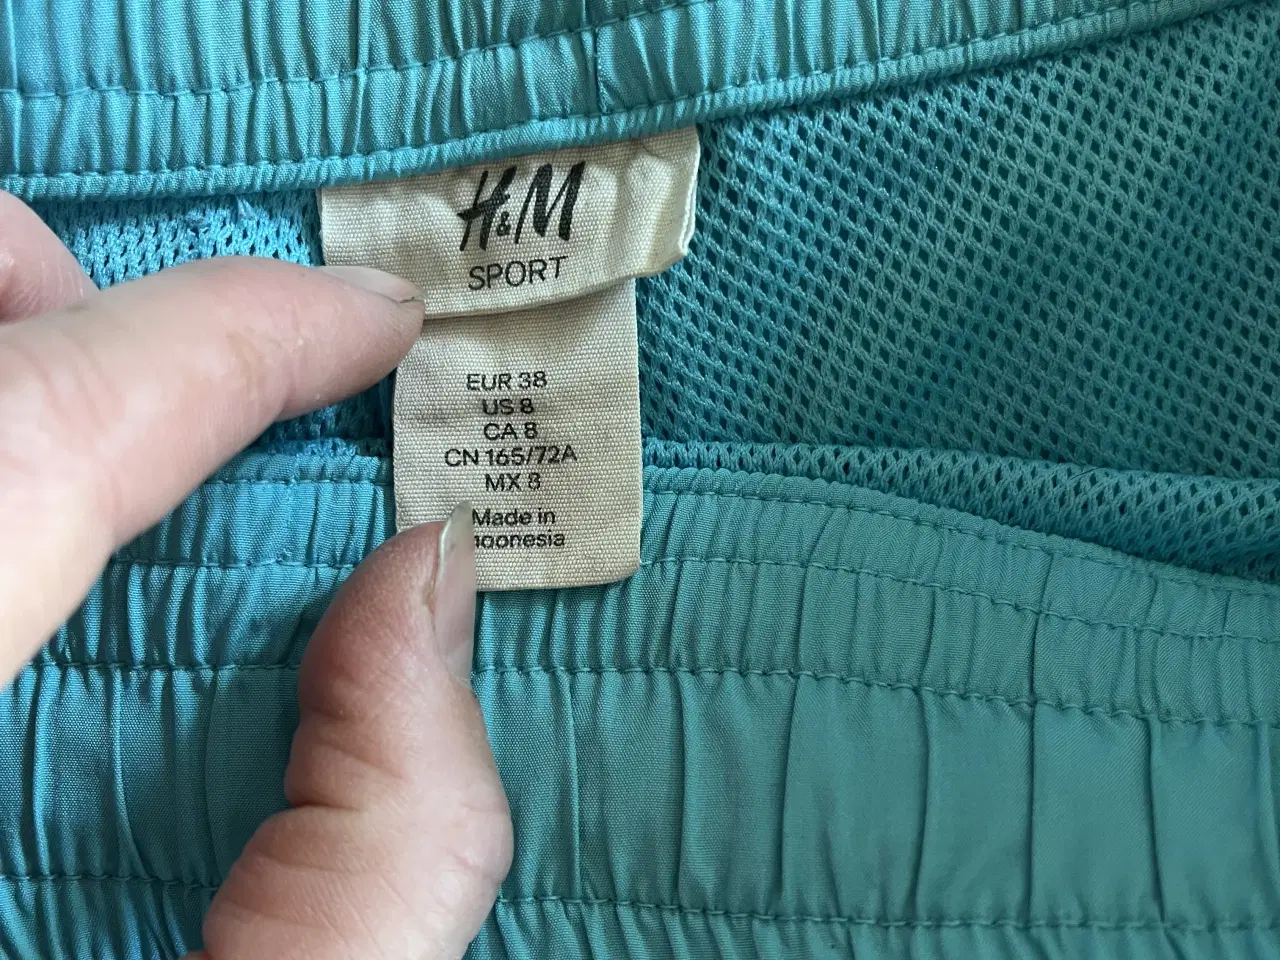 H&M
SPORT
EUR 38
US 8
CA 8
CN 165/72A
MX 8
Made in